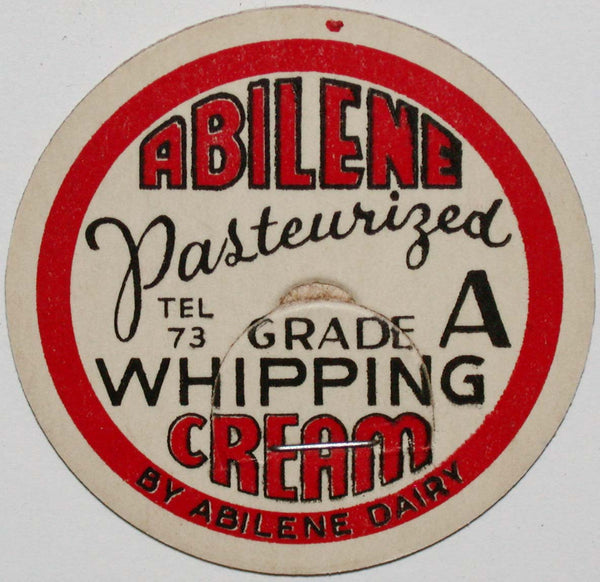 ABILENE
Pasteurized
TEL
73
GRADE A
WHIPPING
CREAM
BY ABILENE DAIRY